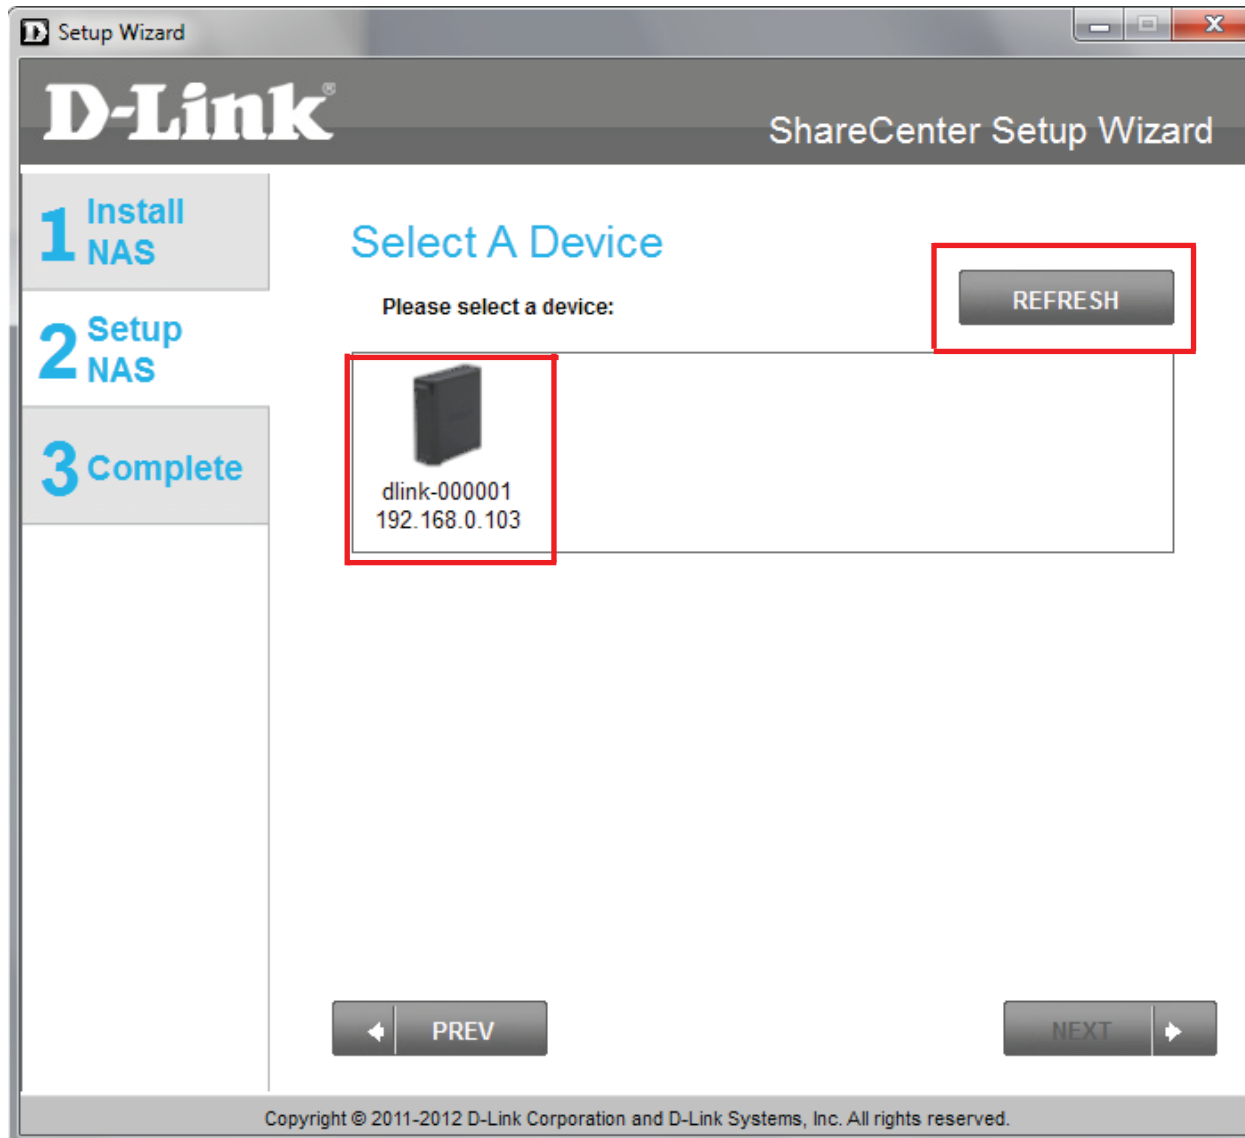 Setup Wizard
D-Link®
ShareCenter Setup Wizard
1 Install
NAS
2 Setup
NAS
3 Complete
Select A Device
Please select a device:
REFRESH
dlink-000001
192.168.0.103
PREV
NEXT
Copyright © 2011-2012 D-Link Corporation and D-Link Systems, Inc. All rights reserved.